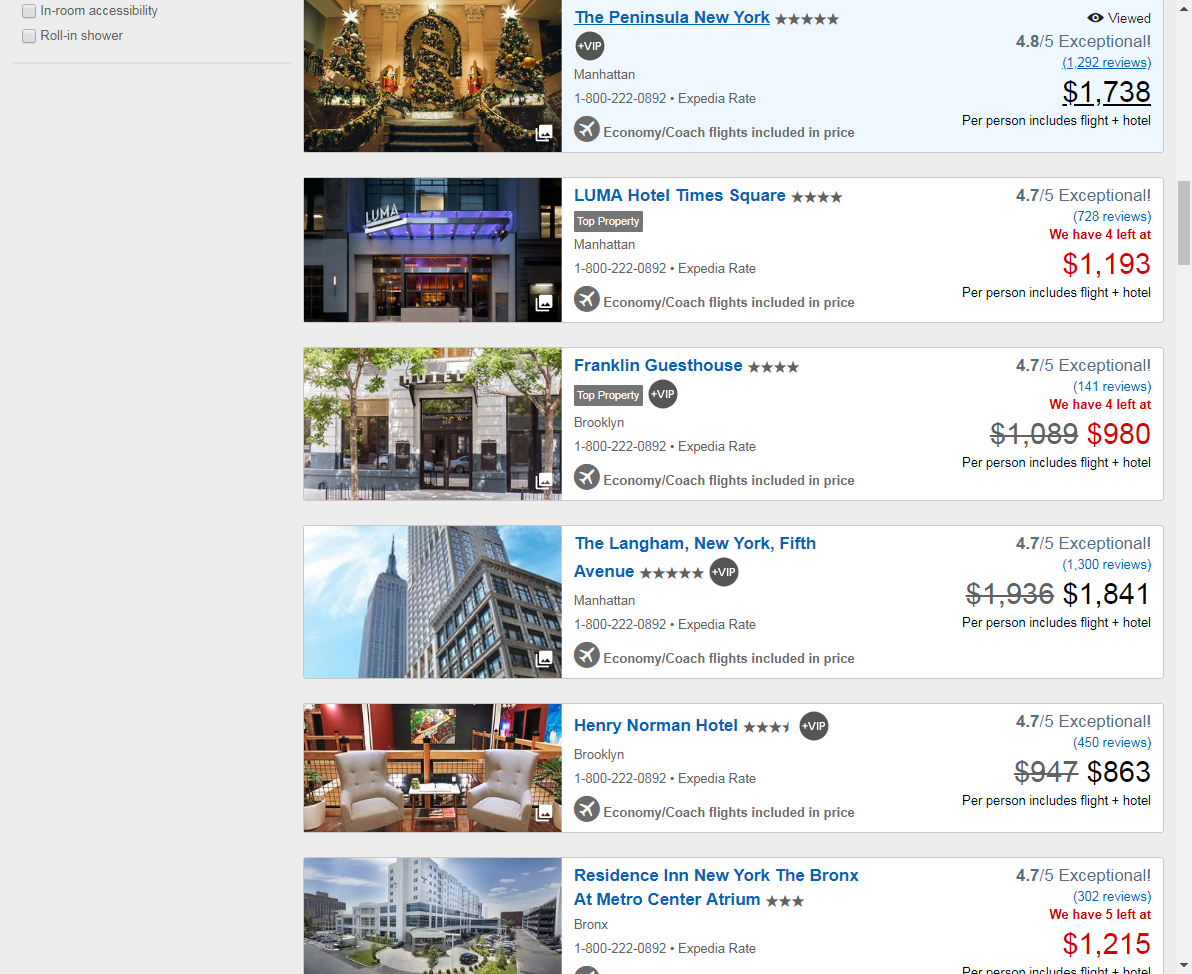 In-room accessibility
Roll-in shower
The Peninsula New York
+VIP
Manhattan
1-800-222-0892 • Expedia Rate
Economy/Coach flights included in price
Viewed
4.8/5 Exceptional!
(1,292 reviews)
$1,738
Per person includes flight + hotel
LUMA
LUMA Hotel Times Square
Top Property
Manhattan
1-800-222-0892 • Expedia Rate
Economy/Coach flights included in price
4.7/5 Exceptional!
(728 reviews)
We have 4 left at
$1,193
Per person includes flight + hotel
HOTEL
Franklin Guesthouse
Top Property +VIP
Brooklyn
1-800-222-0892 • Expedia Rate
Economy/Coach flights included in price
4.7/5 Exceptional!
(141 reviews)
We have 4 left at
$1,089 $980
Per person includes flight + hotel
The Langham, New York, Fifth
Avenue +VIP
Manhattan
1-800-222-0892 • Expedia Rate
Economy/Coach flights included in price
4.7/5 Exceptional!
(1,300 reviews)
$1,936 $1,841
Per person includes flight + hotel
Henry Norman Hotel +VIP
Brooklyn
1-800-222-0892 • Expedia Rate
Economy/Coach flights included in price
4.7/5 Exceptional!
(450 reviews)
$947 $863
Per person includes flight + hotel
Residence Inn New York The Bronx
At Metro Center Atrium
Bronx
1-800-222-0892 • Expedia Rate
4.7/5 Exceptional!
(302 reviews)
We have 5 left at
$1,215
Per person includes flight + hotel